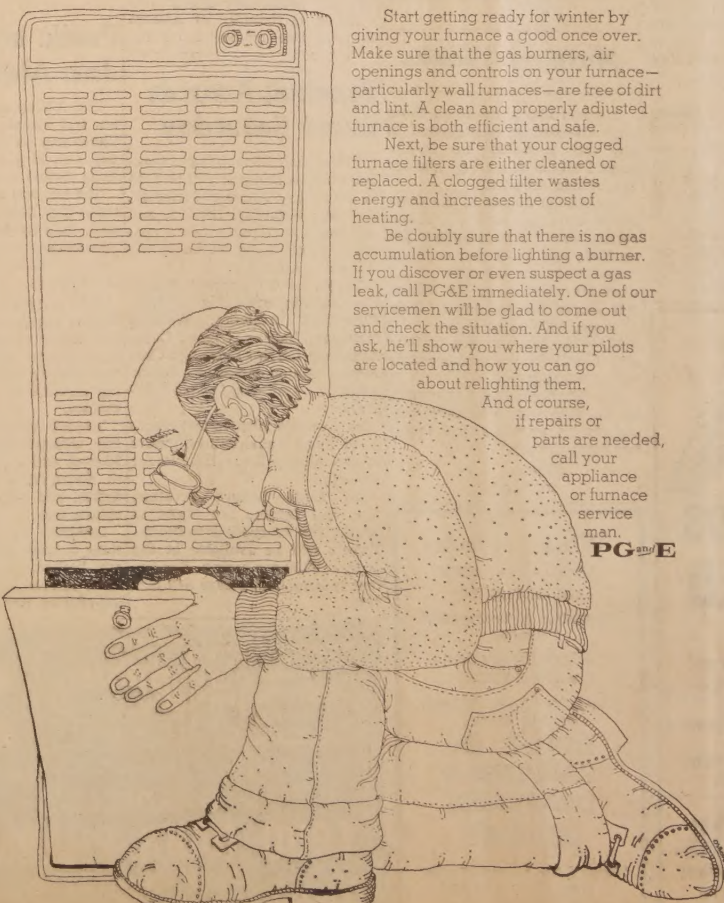 Start getting ready for winter by
giving your furnace a good once over.
Make sure that the gas burners, air
openings and controls on your furnace—
particularly wall furnaces—are free of dirt
and lint. A clean and properly adjusted
furnace is both efficient and safe.
Next, be sure that your clogged
furnace filters are either cleaned or
replaced. A clogged filter wastes
energy and increases the cost of
heating.
Be doubly sure that there is no gas
accumulation before lighting a burner.
If you discover or even suspect a gas
leak, call PG&E immediately. One of our
servicemen will be glad to come out
and check the situation. And if you
ask, he'll show you where your pilots
are located and how you can go
about relighting them.
And of course,
if repairs or
parts are needed,
call your
appliance
or furnace
service
man.
PGandE